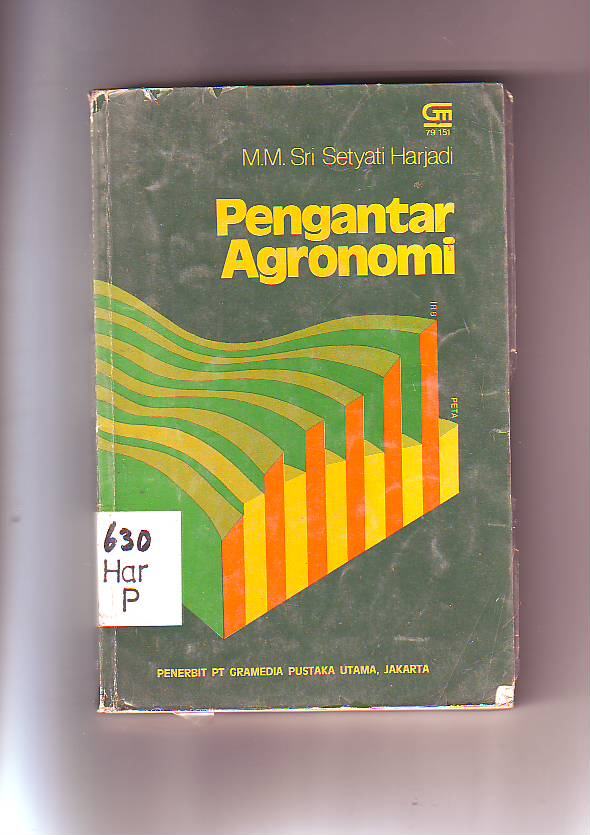 GM
79 151
M.M. Sri Setyati Harjadi
Pengantar
Agronomi
PETA
630
Har
P
PENERBIT PT GRAMEDIA PUSTAKA UTAMA, JAKARTA